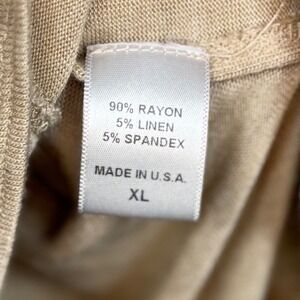 90% RAYON
5% LINEN
5% SPANDEX
MADE IN U.S.A.
XL